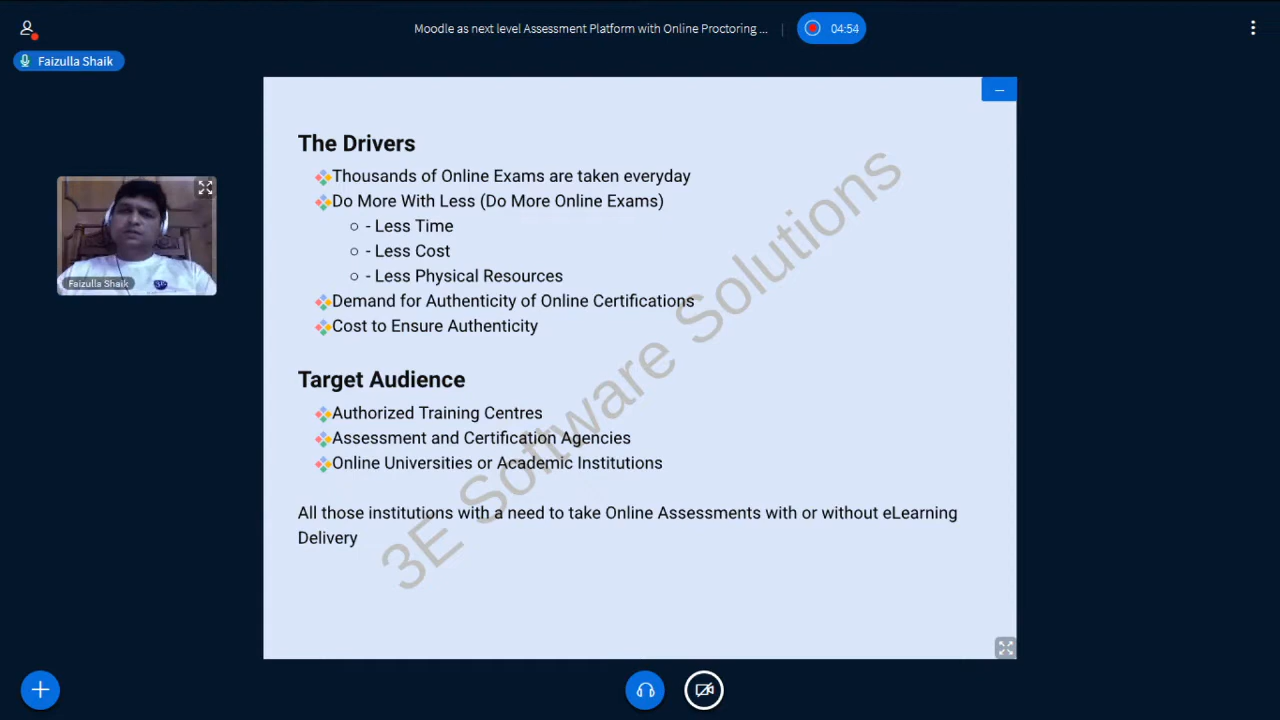 Moodle as next level Assessment Platform with Online Proctoring ...
04:54
Faizulla Shaik
Faizulla Shaik
The Drivers
Thousands of Online Exams are taken everyday
Do More With Less (Do More Online Exams)
- Less Time
- Less Cost
- Less Physical Resources
Demand for Authenticity of Online Certifications
Cost to Ensure Authenticity
Target Audience
Authorized Training Centres
Assessment and Certification Agencies
Online Universities or Academic Institutions
All those institutions with a need to take Online Assessments with or without eLearning
Delivery
3E Software Solutions